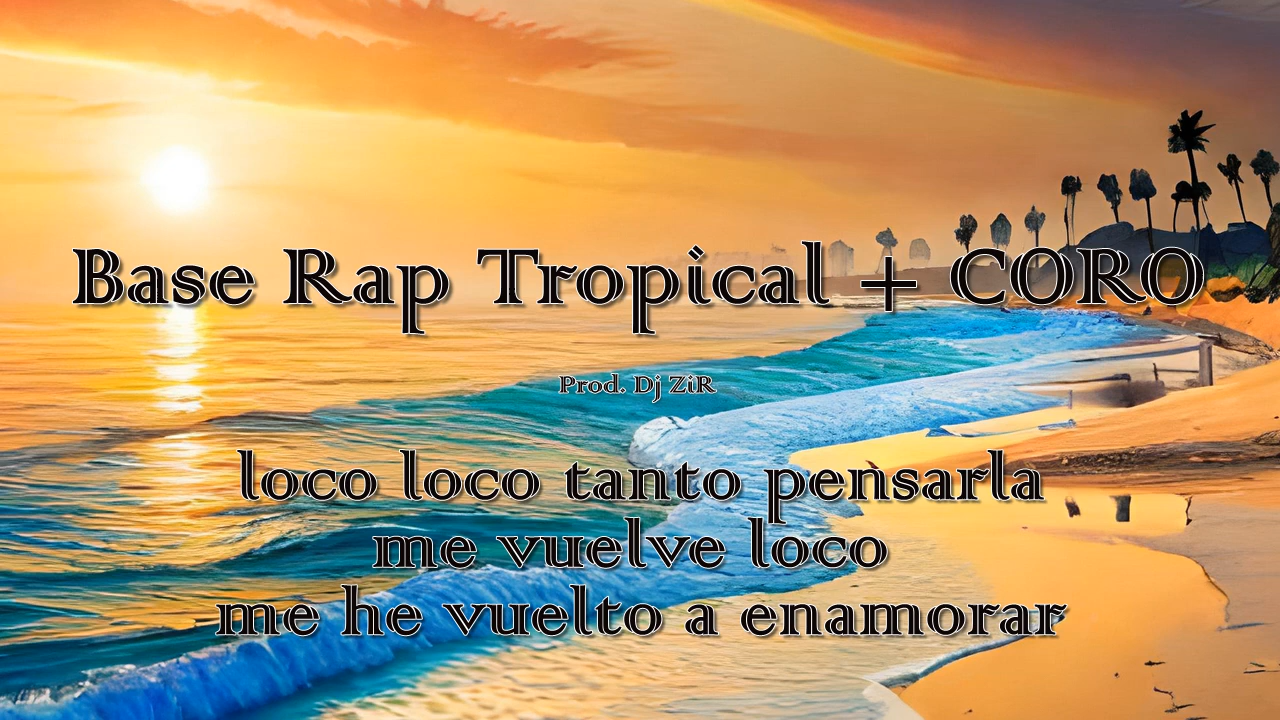 Base Rap Tropical + CORO
Prod. Dj ZiR
loco loco tanto pensarla
me vuelve loco
me he vuelto a enamorar